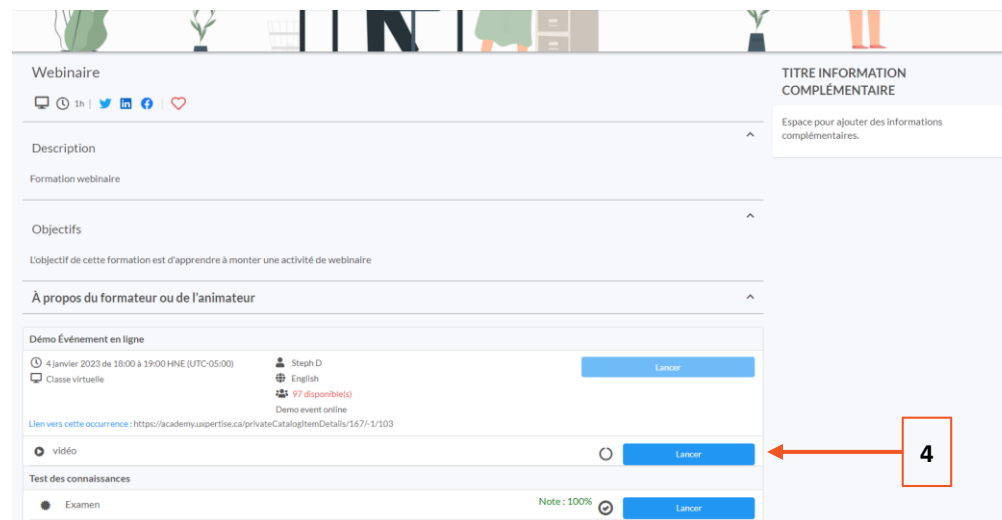 Webinaire
1h
Description
Formation webinaire
Objectifs
L'objectif de cette formation est d'apprendre à monter une activité de webinaire
À propos du formateur ou de l'animateur
Démo Événement en ligne
4 janvier 2023 de 18:00 à 19:00 HNE (UTC-05:00)
Classe virtuelle
Steph D
English
97 disponible(s)
Demo event online
Lancer
Lien vers cette occurrence : https://academy.uxpertise.ca/privateCatalogItemDetails/167/-1/103
vidéo
Lancer
4
Test des connaissances
Examen
Note : 100%
Lancer
TITRE INFORMATION
COMPLÉMENTAIRE
Espace pour ajouter des informations
complémentaires.